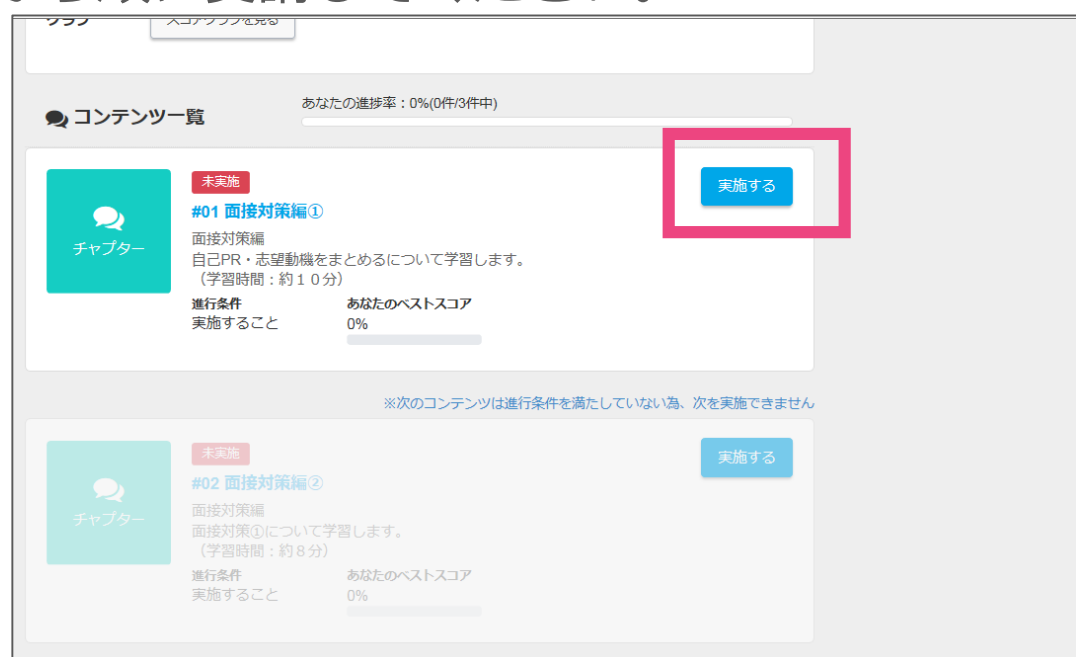 スコアグラフを見る
コンテンツ一覧
あなたの進捗率：0%(0件/3件中)
チャプター
未実施
#01 面接対策編①
面接対策編
自己PR・志望動機をまとめるについて学習します。
（学習時間：約１０分）
進行条件
実施すること
あなたのベストスコア
0%
実施する
※次のコンテンツは進行条件を満たしていない為、次を実施できません
チャプター
未実施
#02 面接対策編②
面接対策編
面接対策①について学習します。
（学習時間：約８分）
進行条件
実施すること
あなたのベストスコア
0%
実施する